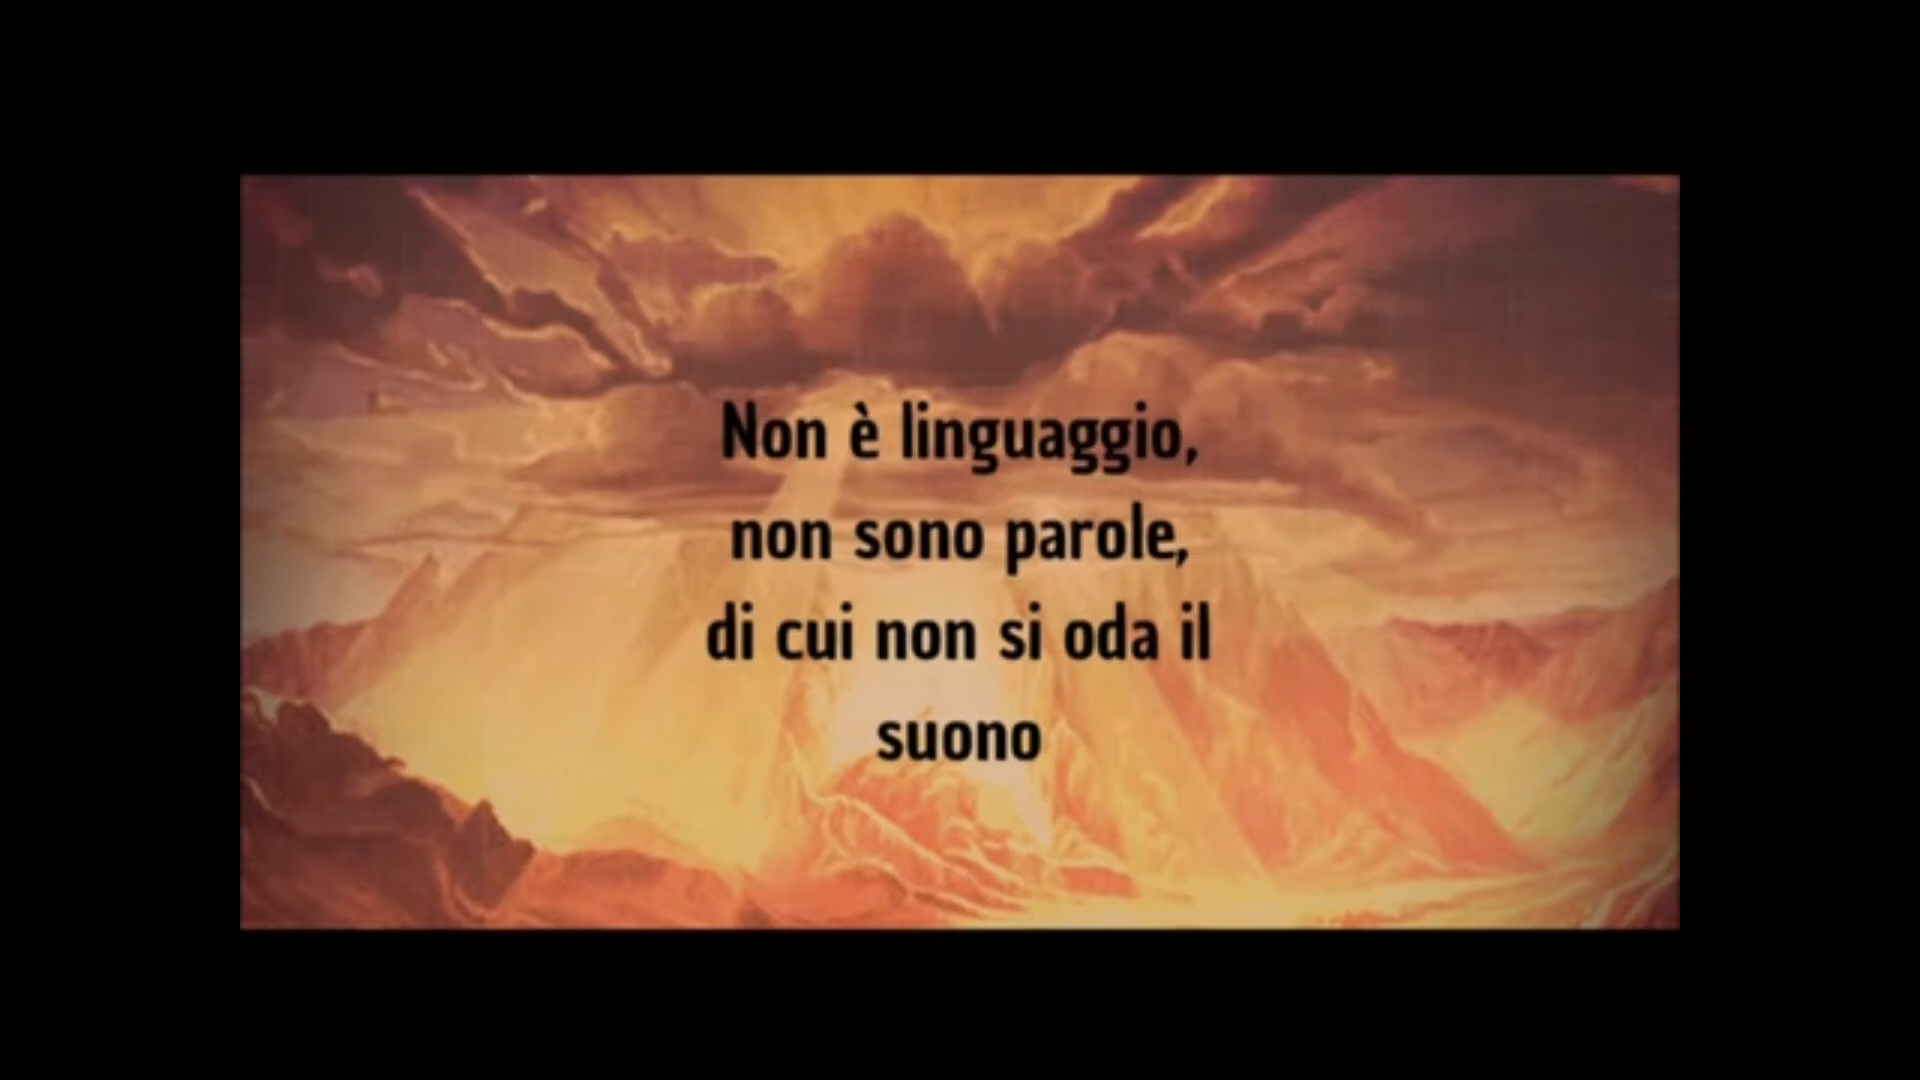 Non è linguaggio,
non sono parole,
di cui non si oda il
suono